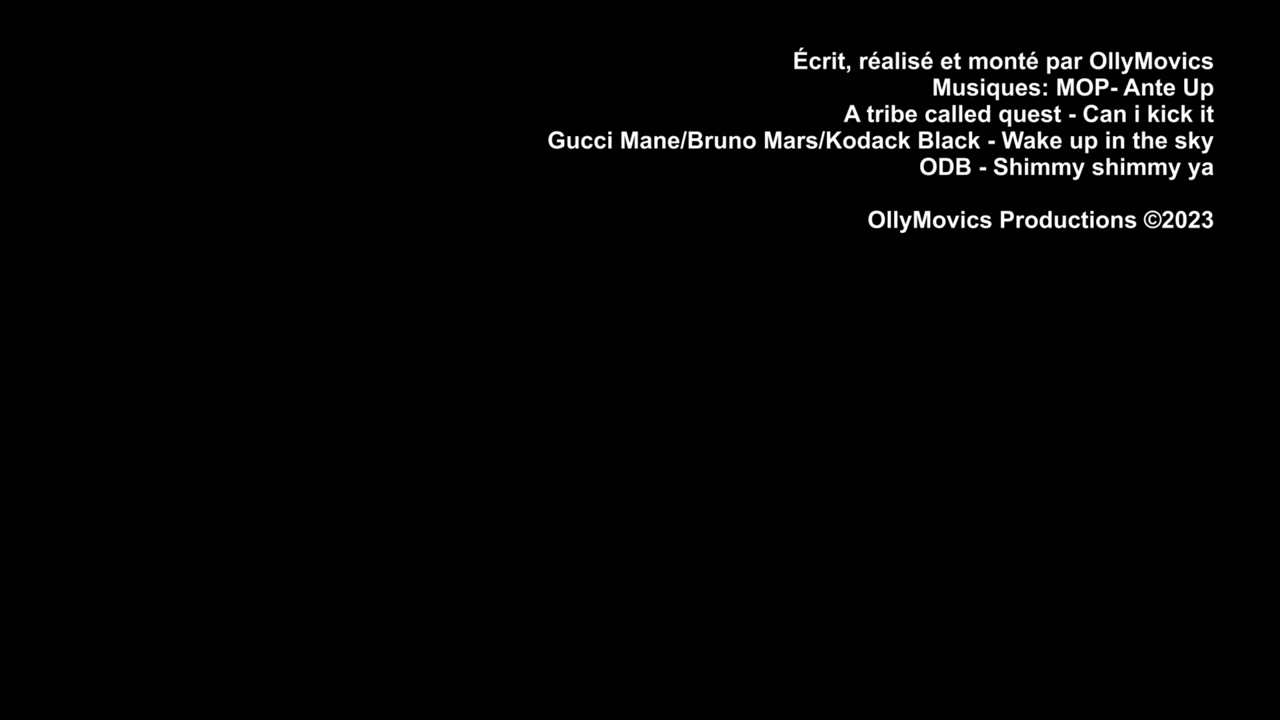 Écrit, réalisé et monté par OllyMovics
Musiques: MOP- Ante Up
A tribe called quest - Can i kick it
Gucci Mane/Bruno Mars/Kodack Black - Wake up in the sky
ODB - Shimmy shimmy ya
OllyMovics Productions ©2023